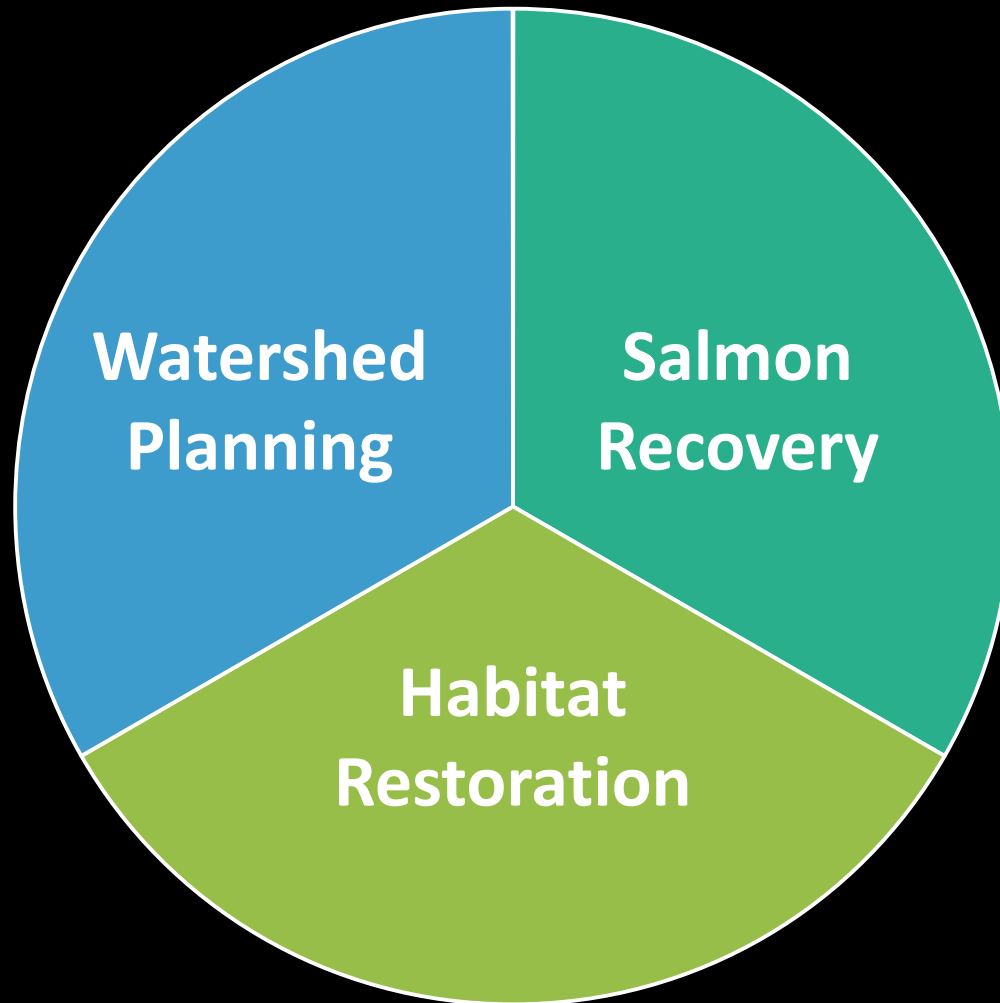 Watershed
Planning
Salmon
Recovery
Habitat
Restoration